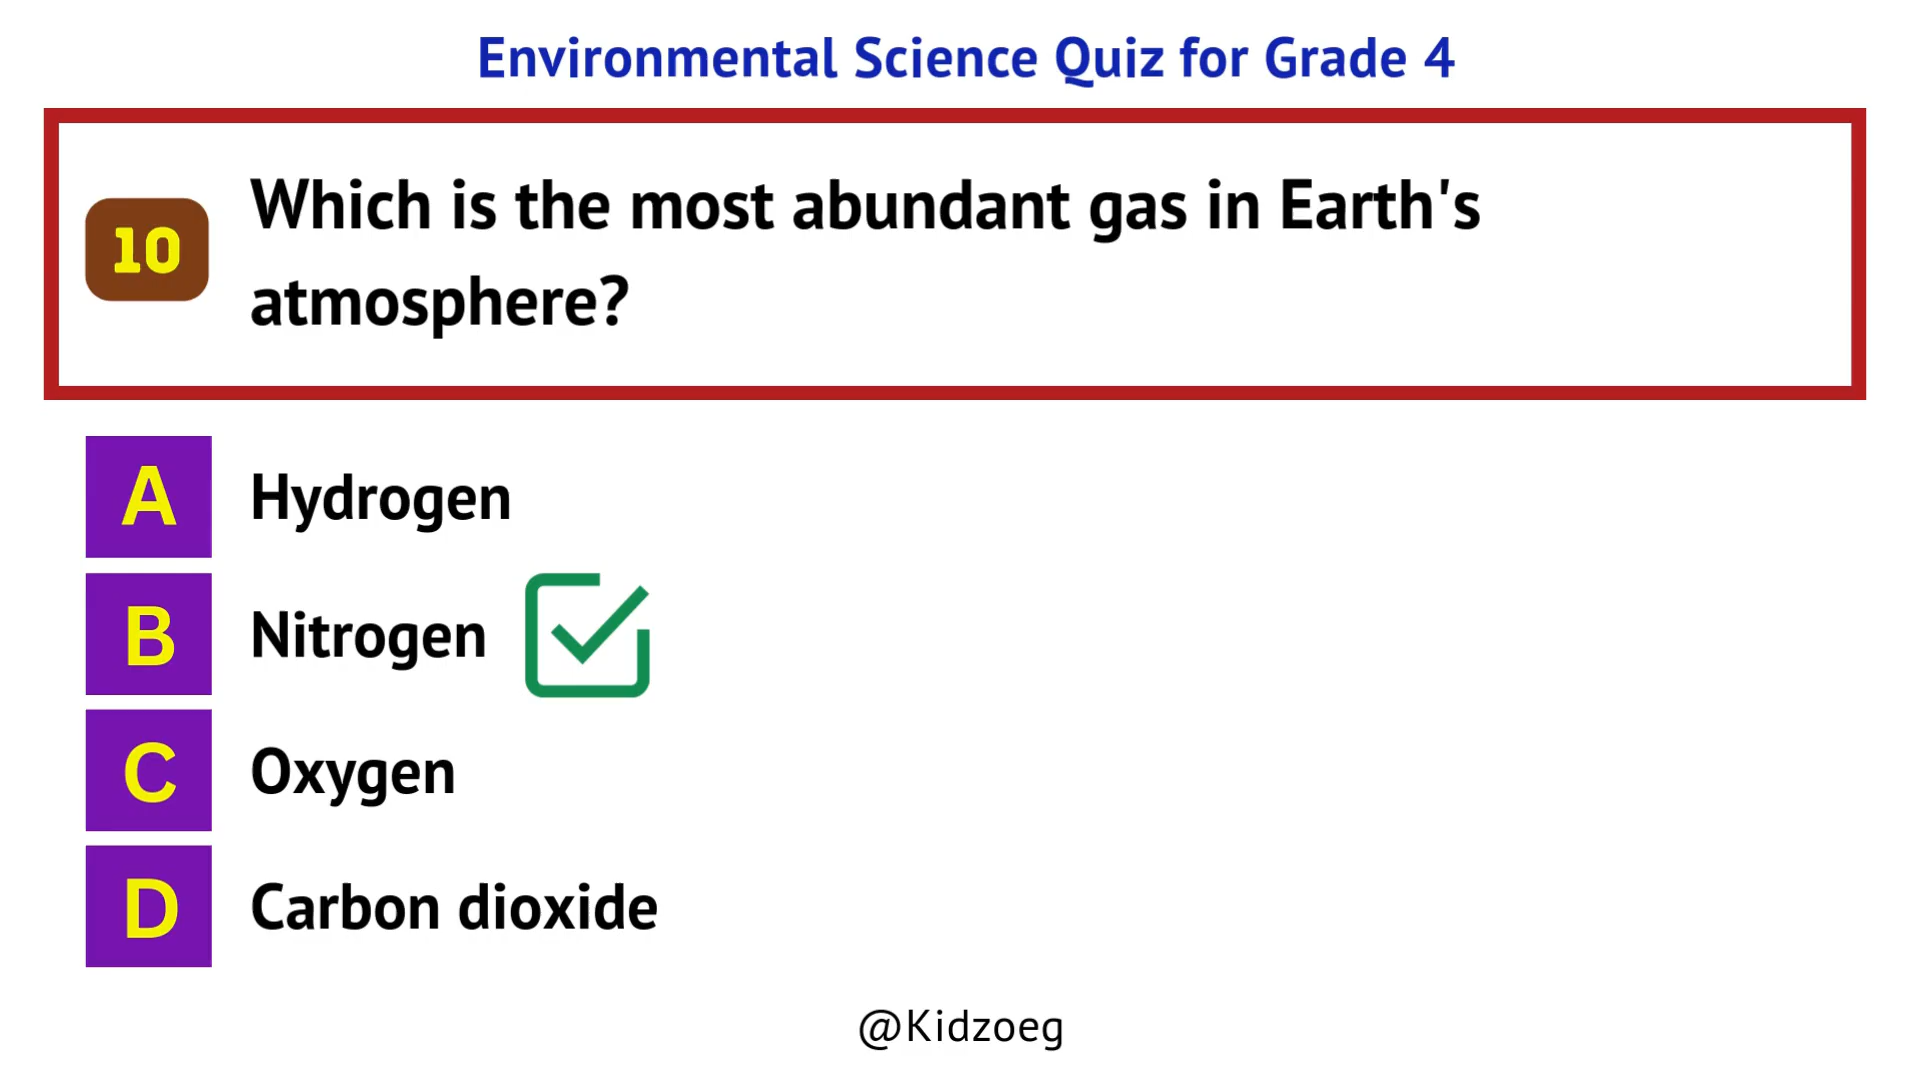 Environmental Science Quiz for Grade 4
10
Which is the most abundant gas in Earth's
atmosphere?
A Hydrogen
B Nitrogen
C Oxygen
D Carbon dioxide
@Kidzoeg